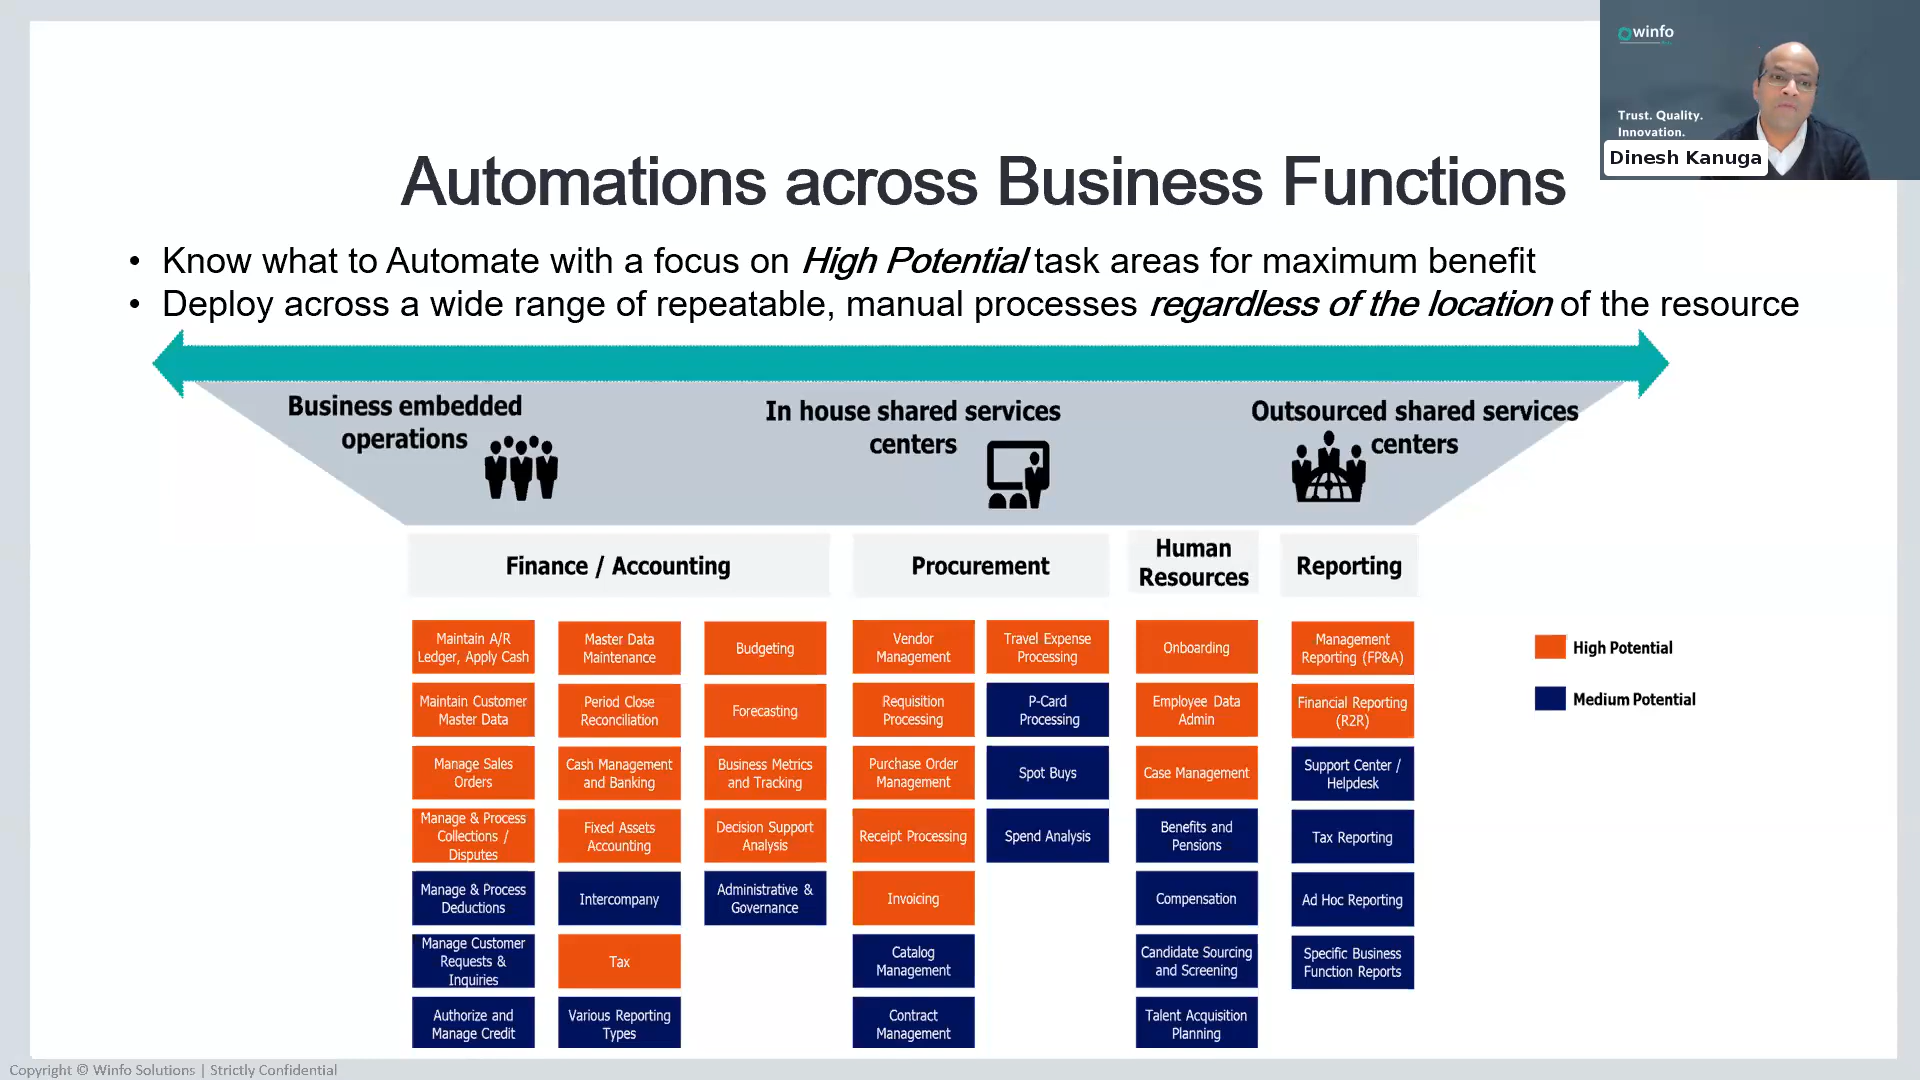 winfo
Trust. Quality.
Innovation.
Dinesh Kanuga
Automations across Business Functions
• Know what to Automate with a focus on High Potential task areas for maximum benefit
• Deploy across a wide range of repeatable, manual processes regardless of the location of the resource
Business embedded
operations
In house shared services
centers
Outsourced shared services
centers
Finance / Accounting
Procurement
Human
Resources
Reporting
Maintain A/R
Ledger, Apply Cash
Maintain Customer
Master Data
Manage Sales
Orders
Manage & Process
Collections /
Disputes
Manage & Process
Deductions
Manage Customer
Requests &
Inquiries
Authorize and
Manage Credit
Master Data
Maintenance
Period Close
Reconciliation
Cash Management
and Banking
Fixed Assets
Accounting
Intercompany
Tax
Various Reporting
Types
Budgeting
Forecasting
Business Metrics
and Tracking
Decision Support
Analysis
Administrative &
Governance
Vendor
Management
Requisition
Processing
Purchase Order
Management
Receipt Processing
Invoicing
Catalog
Management
Contract
Management
Travel Expense
Processing
P-Card
Processing
Spot Buys
Spend Analysis
Onboarding
Employee Data
Admin
Case Management
Benefits and
Pensions
Compensation
Candidate Sourcing
and Screening
Talent Acquisition
Planning
Management
Reporting (FP&A)
Financial Reporting
(R2R)
Support Center /
Helpdesk
Tax Reporting
Ad Hoc Reporting
Specific Business
Function Reports
High Potential
Medium Potential
Copyright © Winfo Solutions | Strictly Confidential